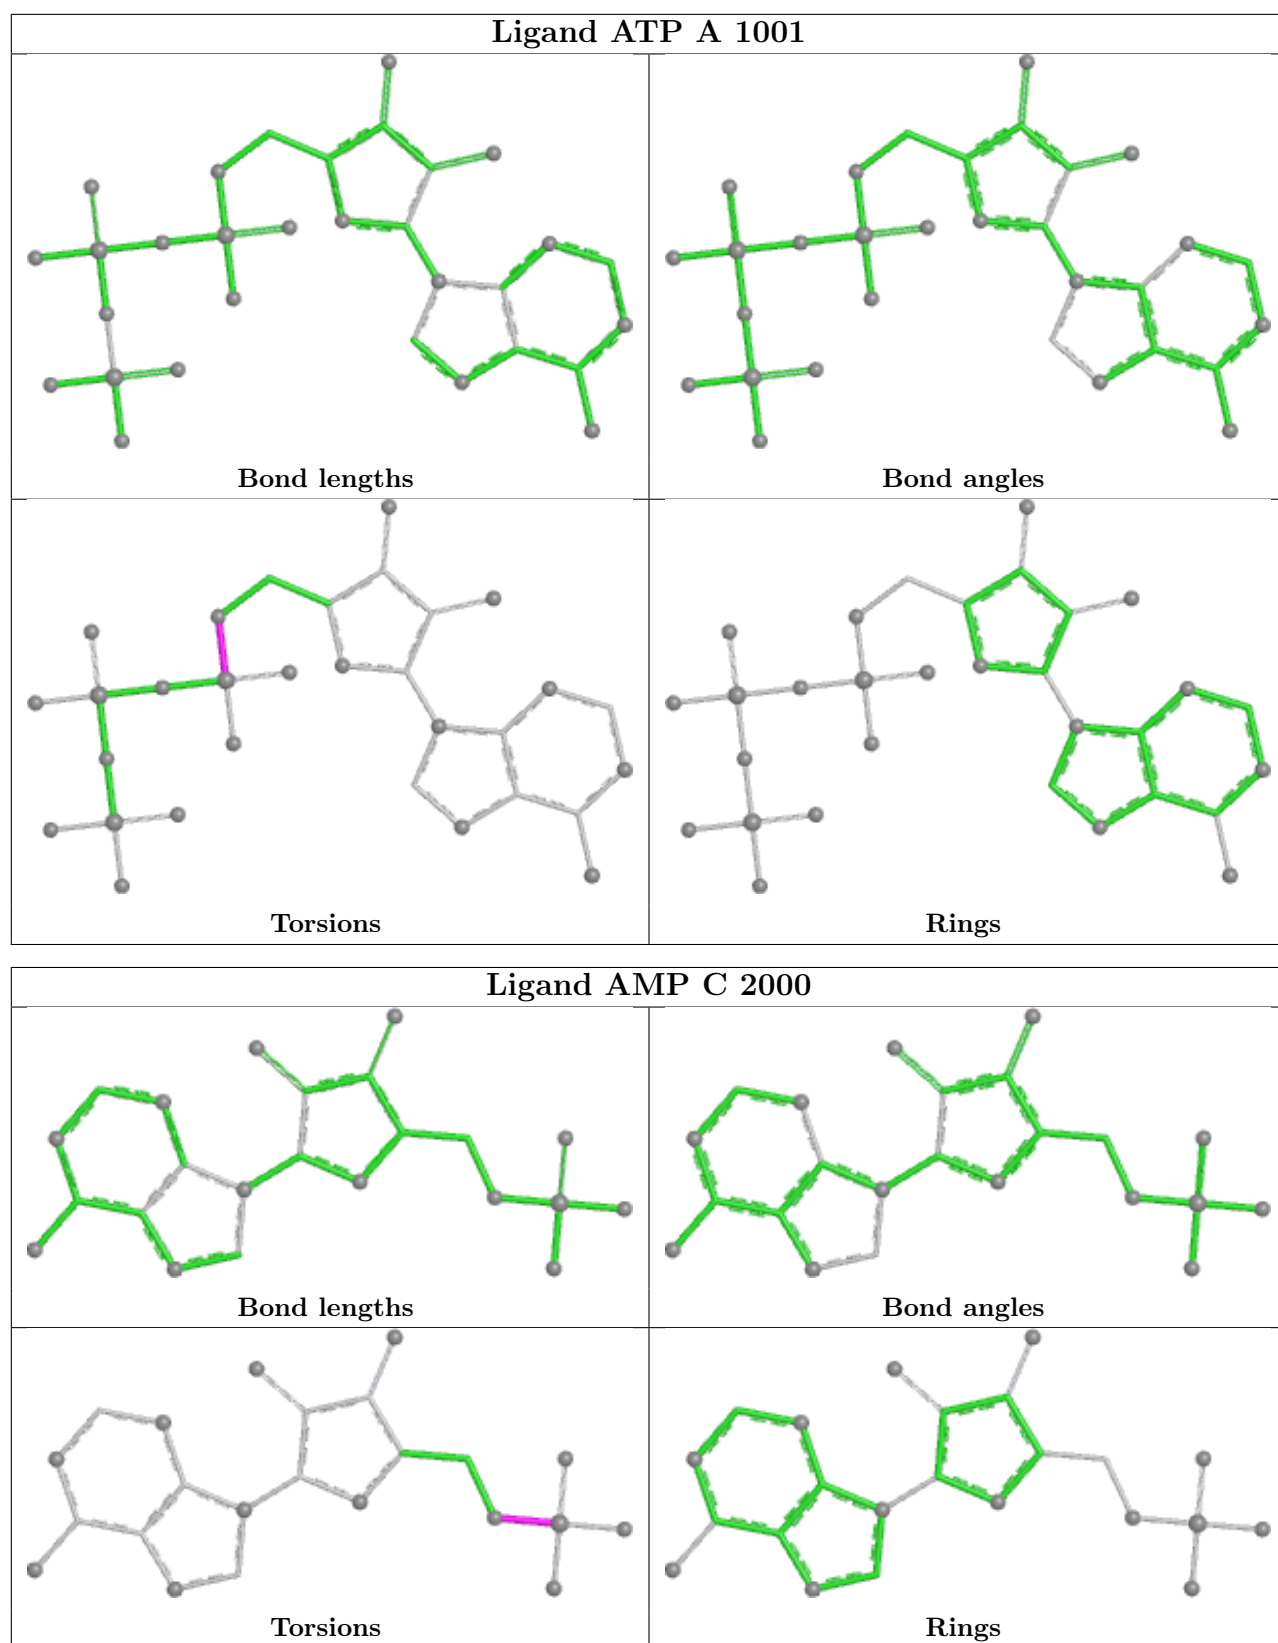 Ligand ATP A 1001
Bond lengths
Bond angles
Torsions
Rings
Ligand AMP C 2000
Bond lengths
Bond angles
Torsions
Rings